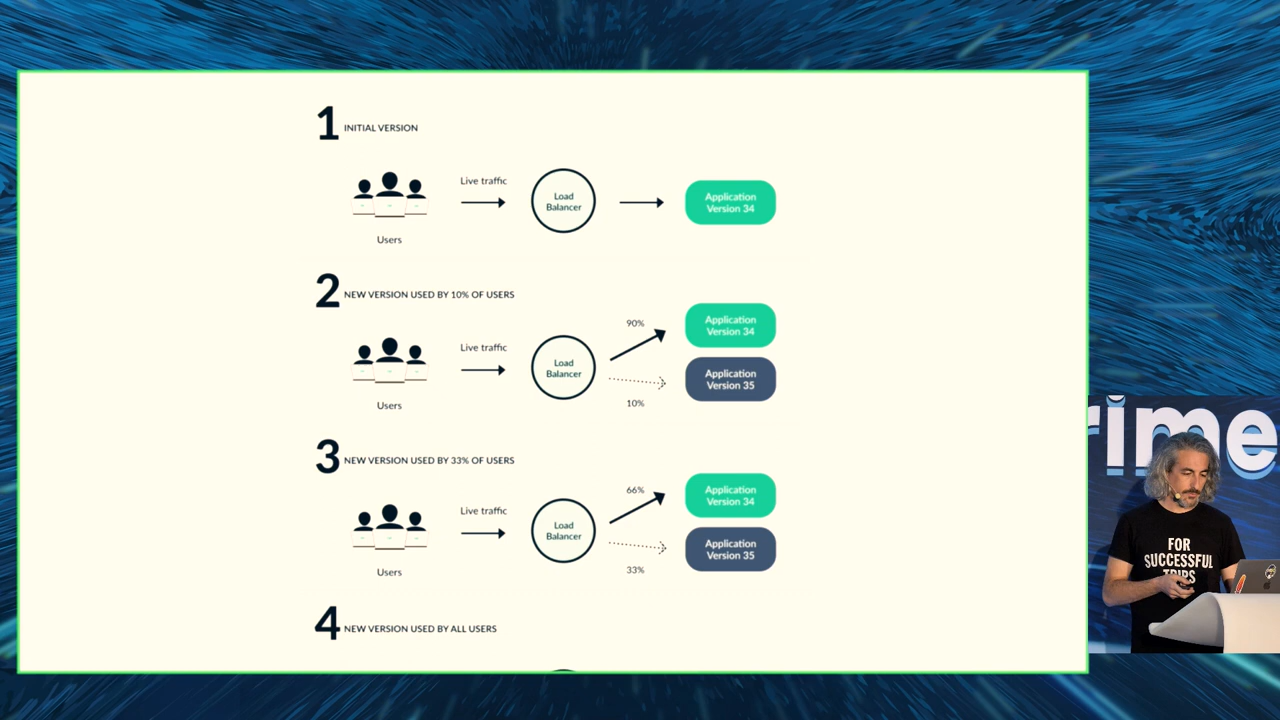 1 INITIAL VERSION
Live traffic
Load
Balancer
Application
Version 34
Users
2 NEW VERSION USED BY 10% OF USERS
90%
Application
Version 34
Live traffic
Load
Balancer
Application
Version 35
10%
Users
3 NEW VERSION USED BY 33% OF USERS
66%
Application
Version 34
Live traffic
Load
Balancer
Application
Version 35
33%
Users
4 NEW VERSION USED BY ALL USERS
rime
FOR
SUCCESSFUL
TRIPS